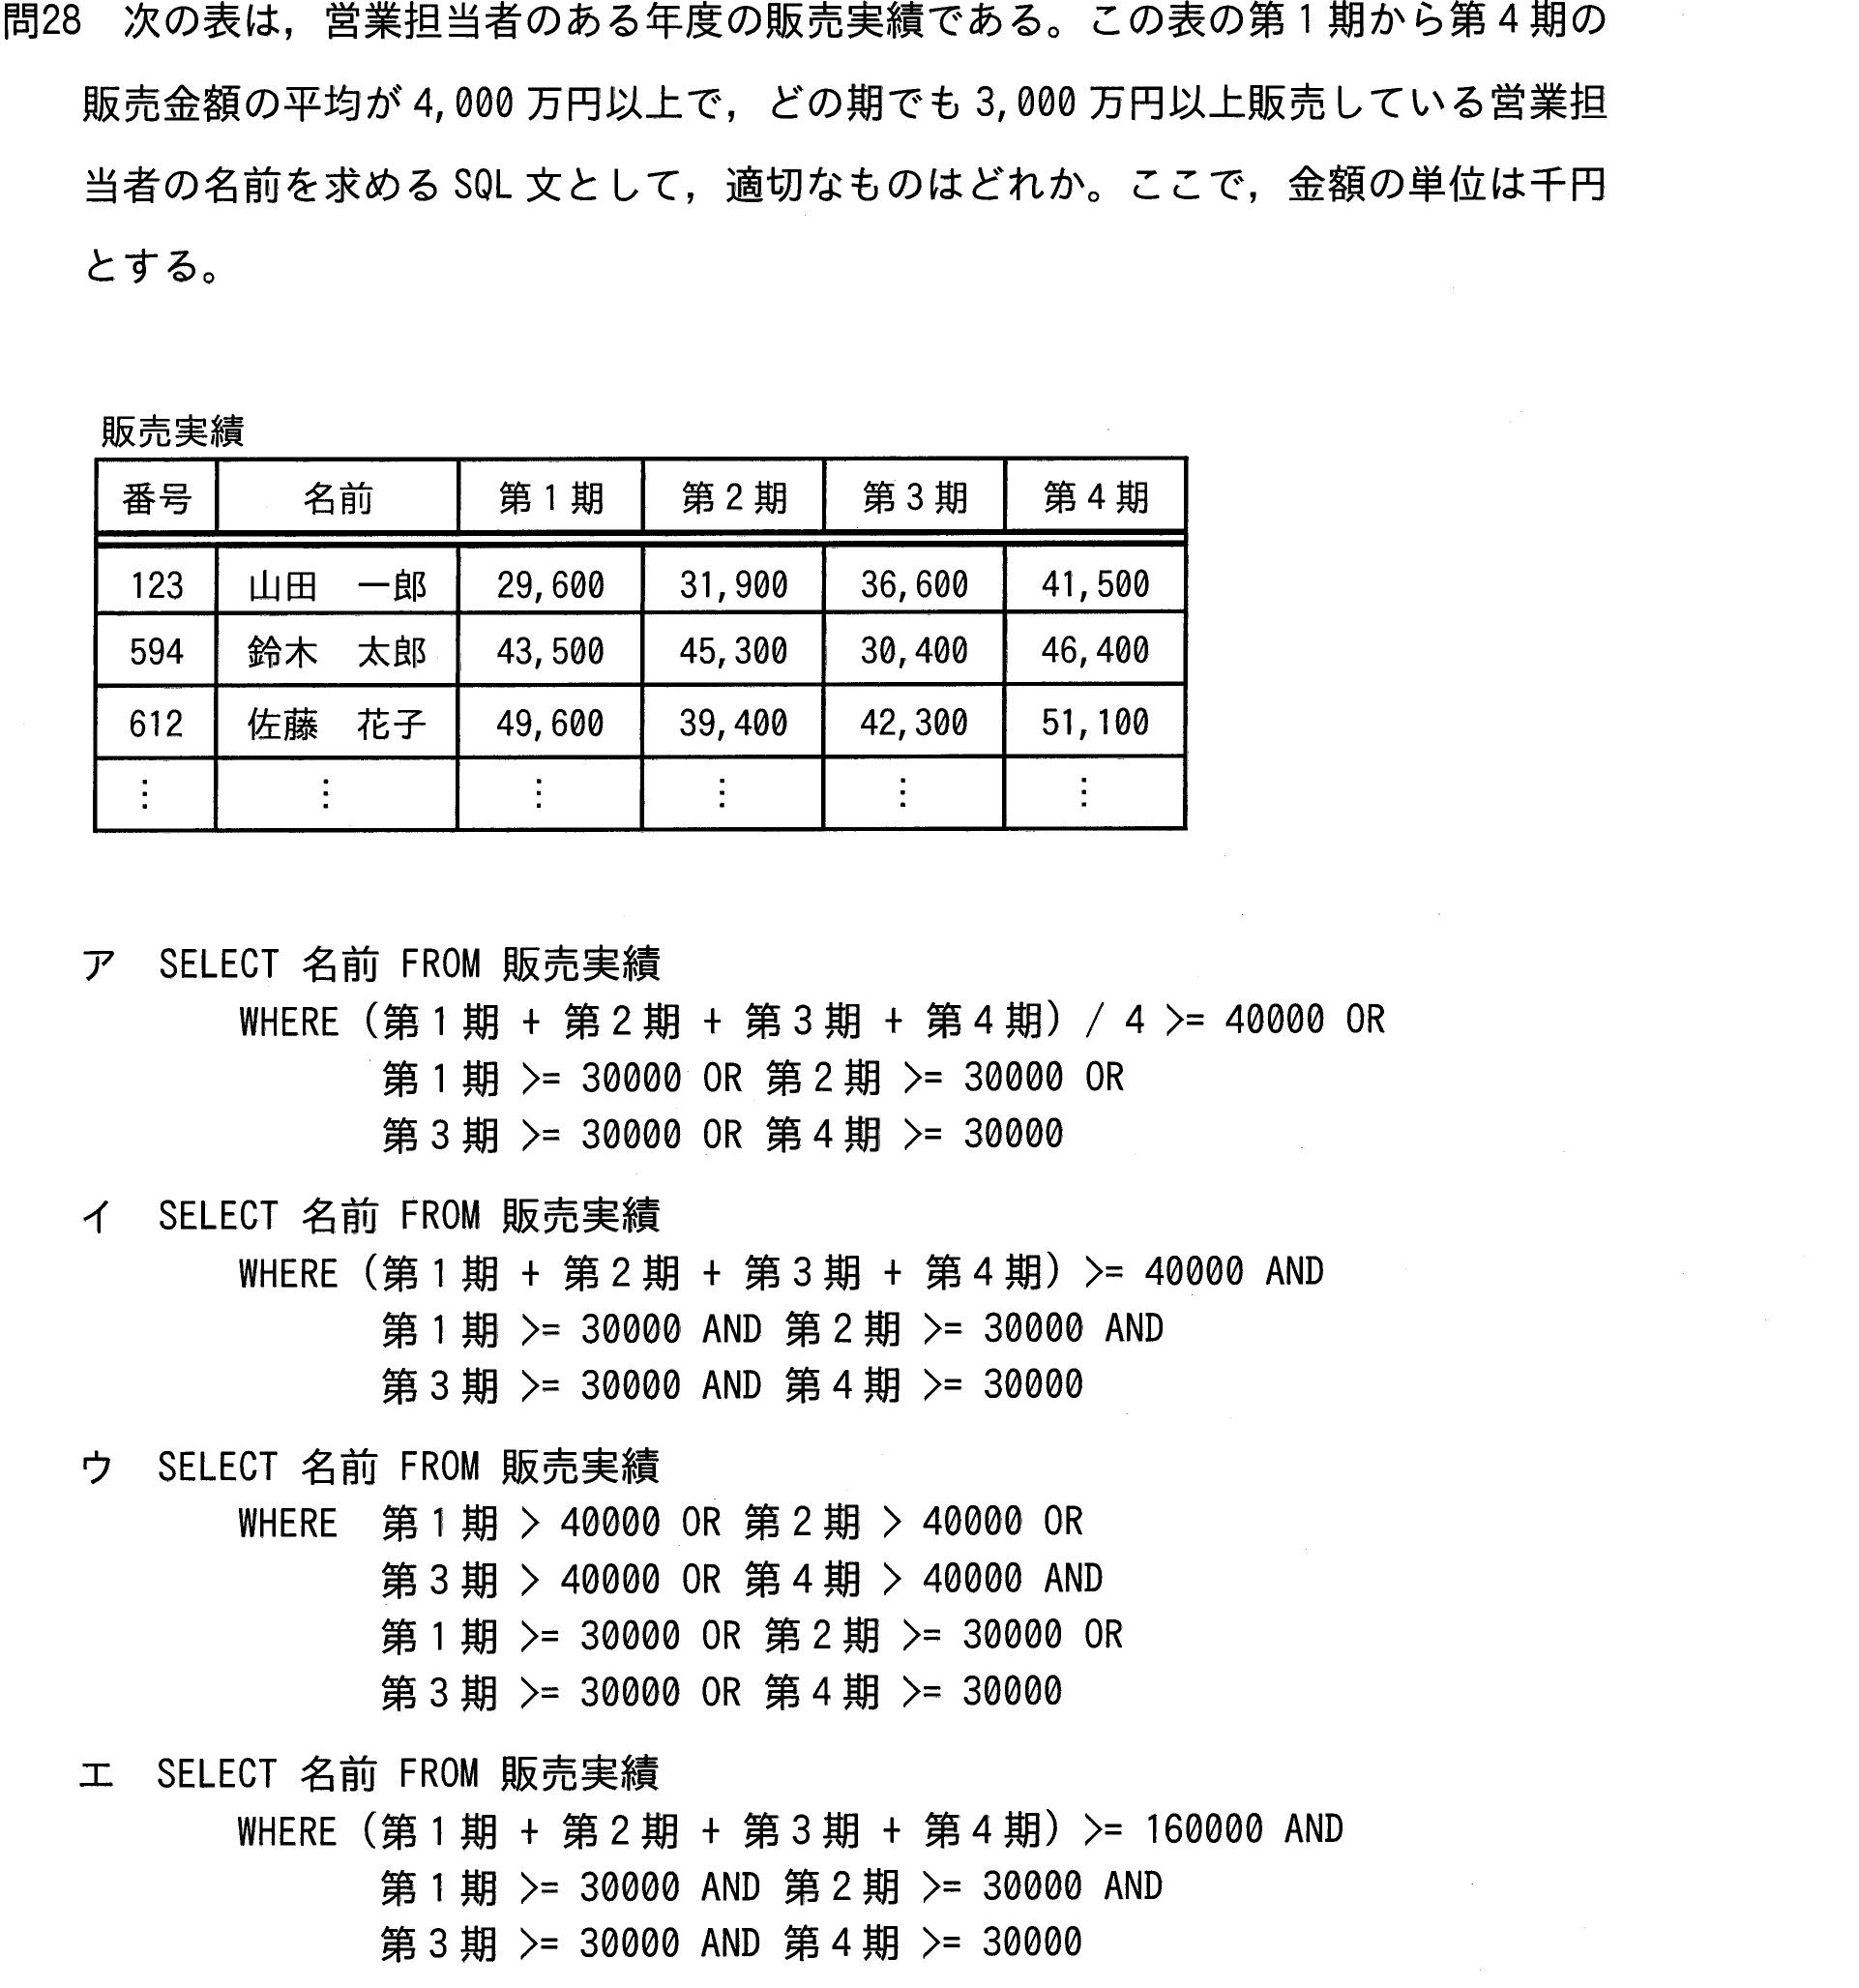 問28　次の表は，営業担当者のある年度の販売実績である。この表の第1期から第4期の
販売金額の平均が 4,000 万円以上で，どの期でも 3,000 万円以上販売している営業担
当者の名前を求める SQL 文として，適切なものはどれか。ここで，金額の単位は千円
とする。
販売実績
番号 名前 第1期 第2期 第3期 第4期
123 山田　一郎 29,600 31,900 36,600 41,500
594 鈴木　太郎 43,500 45,300 30,400 46,400
612 佐藤　花子 49,600 39,400 42,300 51,100
⋮ ⋮ ⋮ ⋮ ⋮ ⋮
ア　SELECT 名前 FROM 販売実績
WHERE (第1期 + 第2期 + 第3期 + 第4期) / 4 >= 40000 OR
第1期 >= 30000 OR 第2期 >= 30000 OR
第3期 >= 30000 OR 第4期 >= 30000
イ　SELECT 名前 FROM 販売実績
WHERE (第1期 + 第2期 + 第3期 + 第4期) >= 40000 AND
第1期 >= 30000 AND 第2期 >= 30000 AND
第3期 >= 30000 AND 第4期 >= 30000
ウ　SELECT 名前 FROM 販売実績
WHERE　第1期 > 40000 OR 第2期 > 40000 OR
第3期 > 40000 OR 第4期 > 40000 AND
第1期 >= 30000 OR 第2期 >= 30000 OR
第3期 >= 30000 OR 第4期 >= 30000
エ　SELECT 名前 FROM 販売実績
WHERE (第1期 + 第2期 + 第3期 + 第4期) >= 160000 AND
第1期 >= 30000 AND 第2期 >= 30000 AND
第3期 >= 30000 AND 第4期 >= 30000